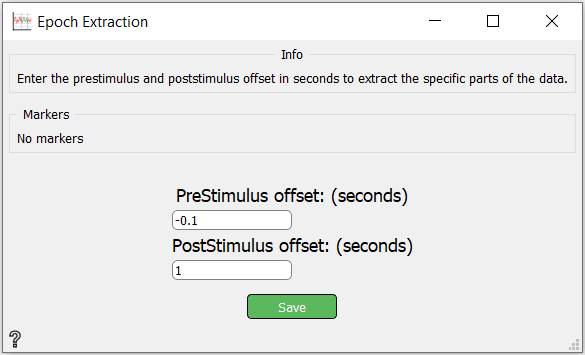 Epoch Extraction
Info
Enter the prestimulus and poststimulus offset in seconds to extract the specific parts of the data.
Markers
No markers
PreStimulus offset: (seconds)
-0.1
PostStimulus offset: (seconds)
1
Save
?